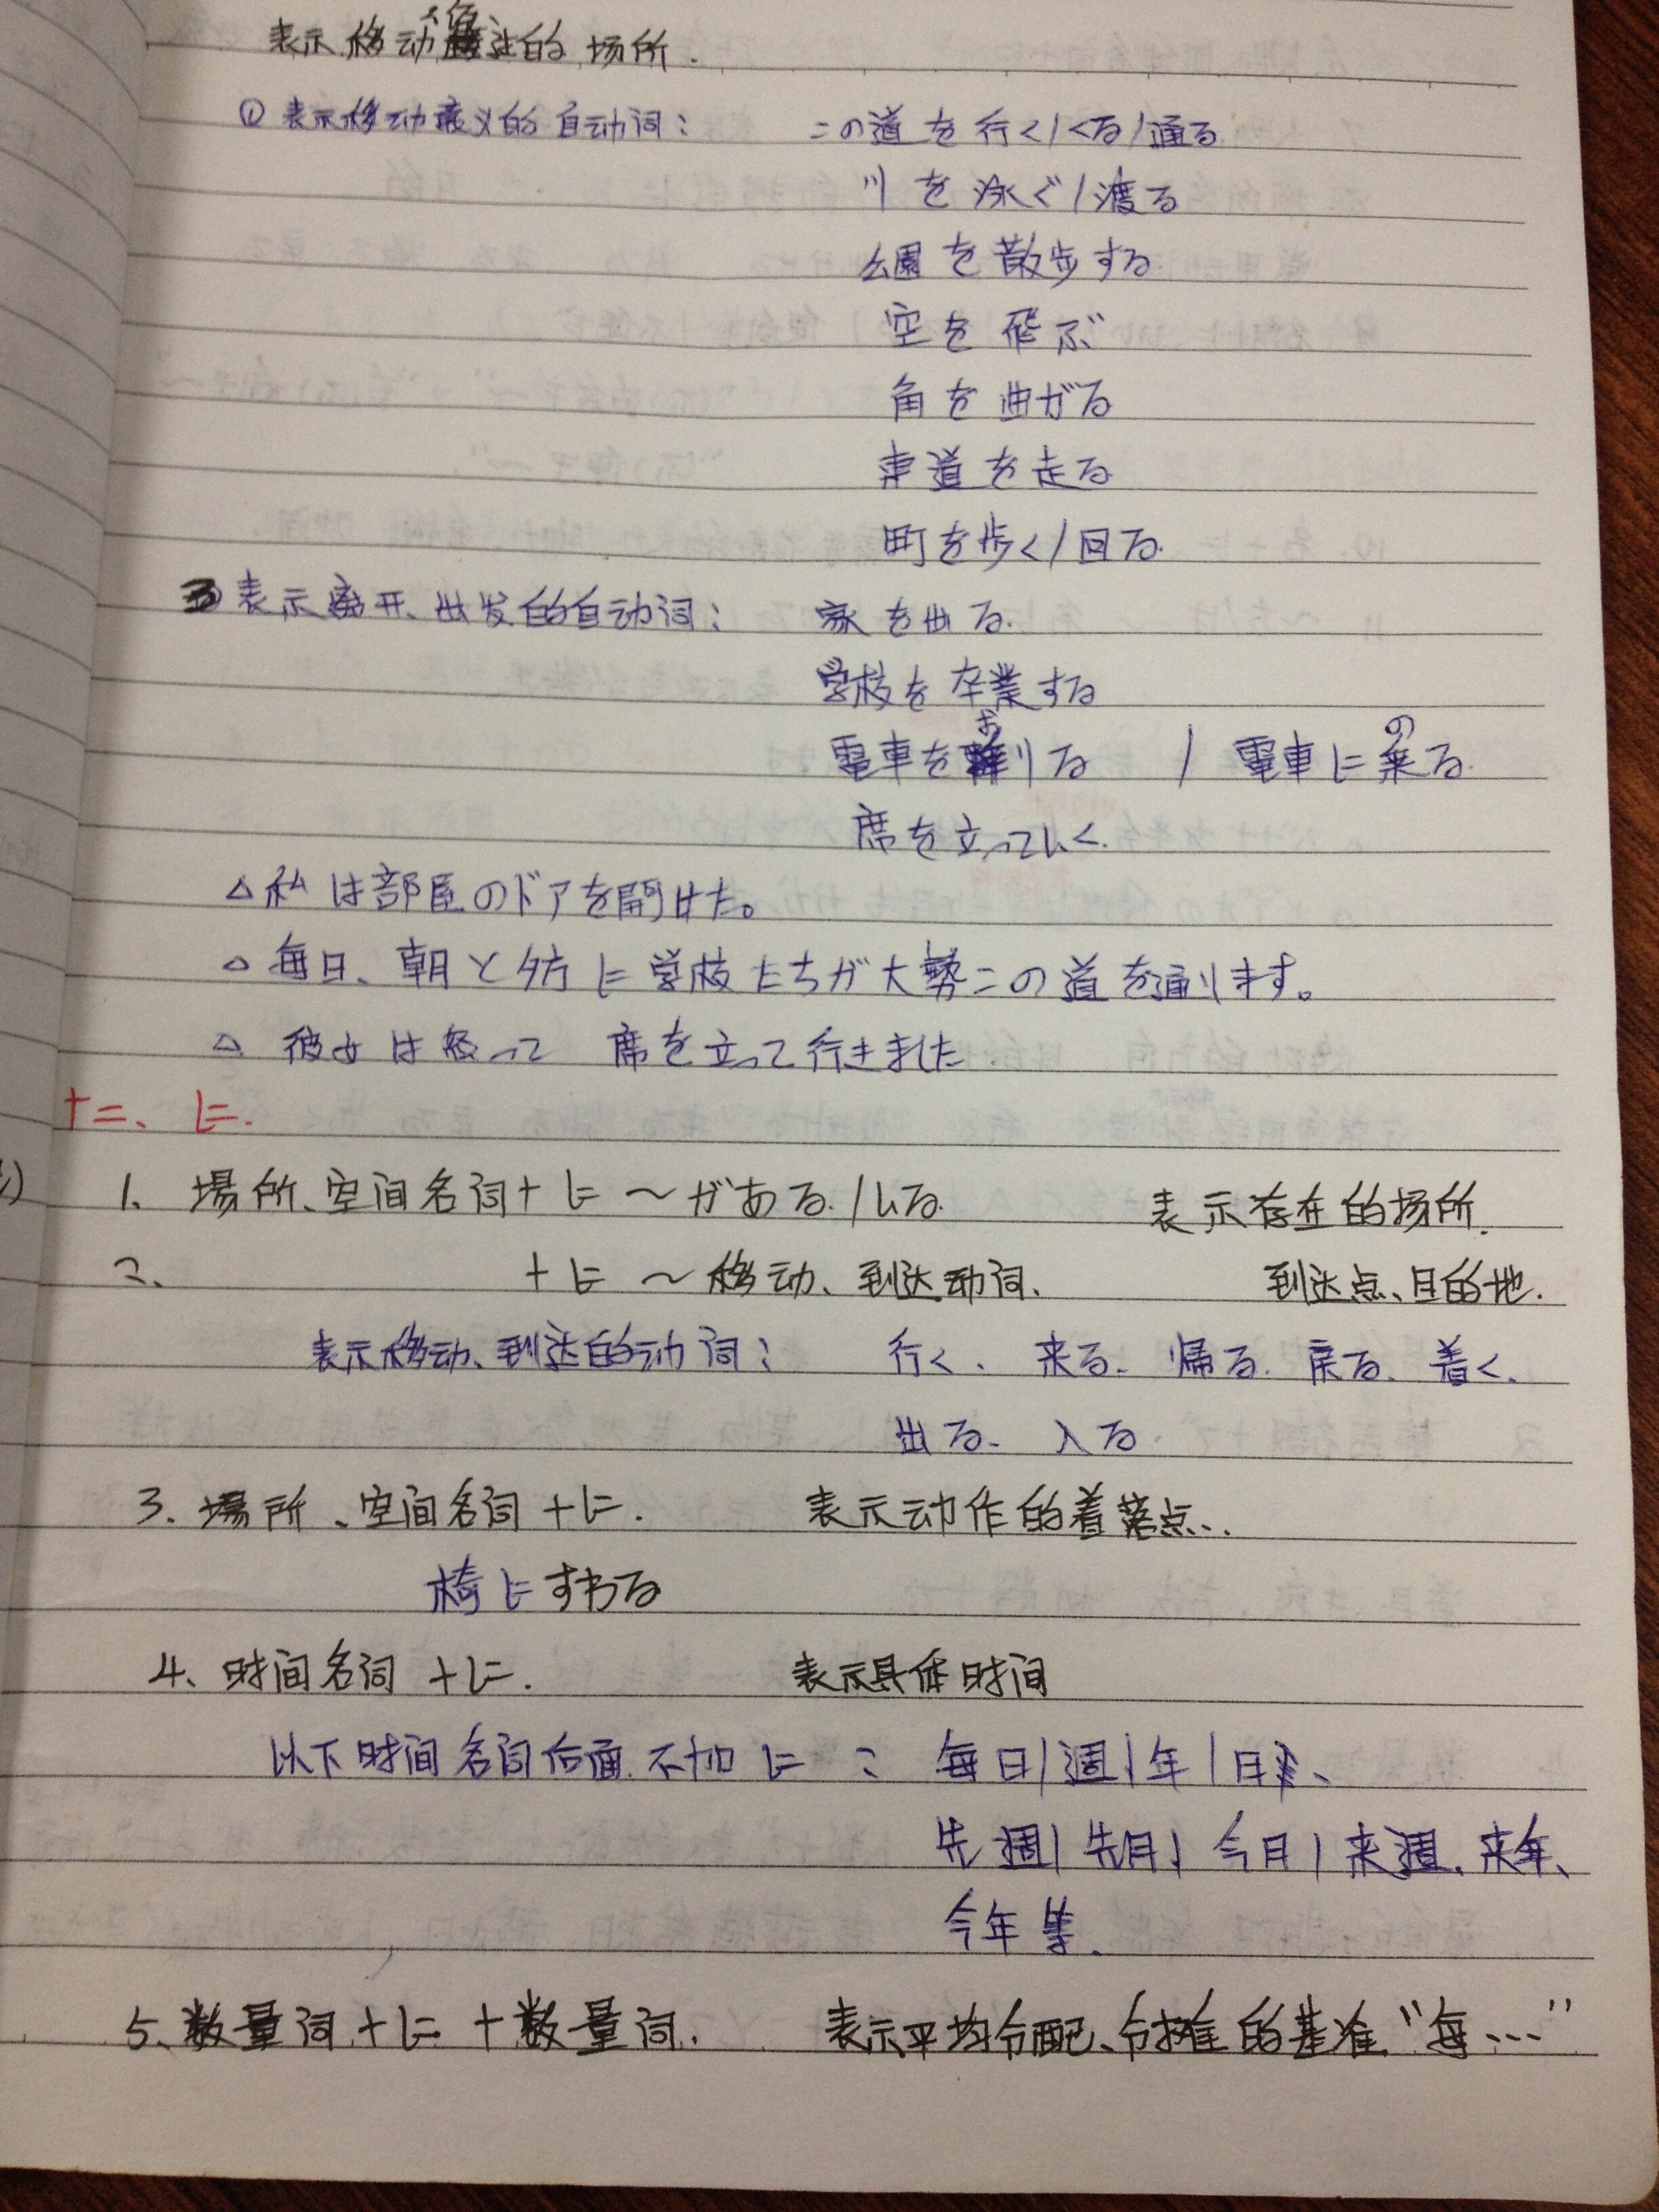 表示移动 的场所.
① 表示移动意义的自动词: この道を行く/くる/通る.
川を泳ぐ/渡る
公園を散歩する
空を飛ぶ
角を曲がる
車道を走る
町を歩く/回る.
③ 表示离开、出发的自动词: 家を出る.
学校を卒業する
電車を降りる / 電車に乗る.
お の
席を立っていく.
△ 私は部屋のドアを開けた。
△ 毎日、朝と夕方に学校たちが大勢この道を通ります。
△ 彼女は怒って 席を立って行きました.
十二、に.
1. 場所、空间名词+に ~がある/いる. 表示存在的场所.
2、 +に ~移动、到达动词、 到达点、目的地.
表示移动、到达的动词: 行く、来る、帰る、戻る、着く、
出る、入る.
3. 場所、空间名词+に. 表示动作的着落点..
椅にすわる
4、时间名词+に. 表示具体时间
以下时间名词后面不加に: 毎日/週/年/日、
先週/先月/今月/来週、来年、
今年等.
5、数量词+に+数量词. 表示平均分配、分摊的基准.“每...”